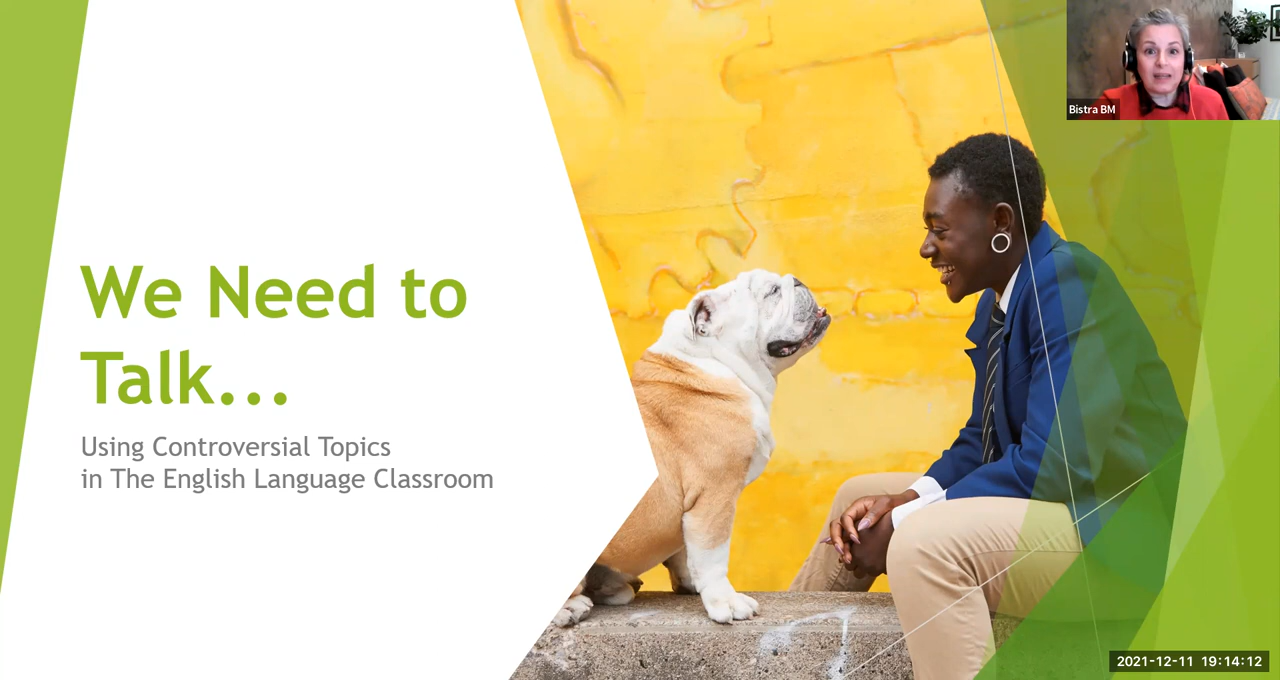 Bistra BM
We Need to
Talk...
Using Controversial Topics
in The English Language Classroom
2021-12-11 19:14:12